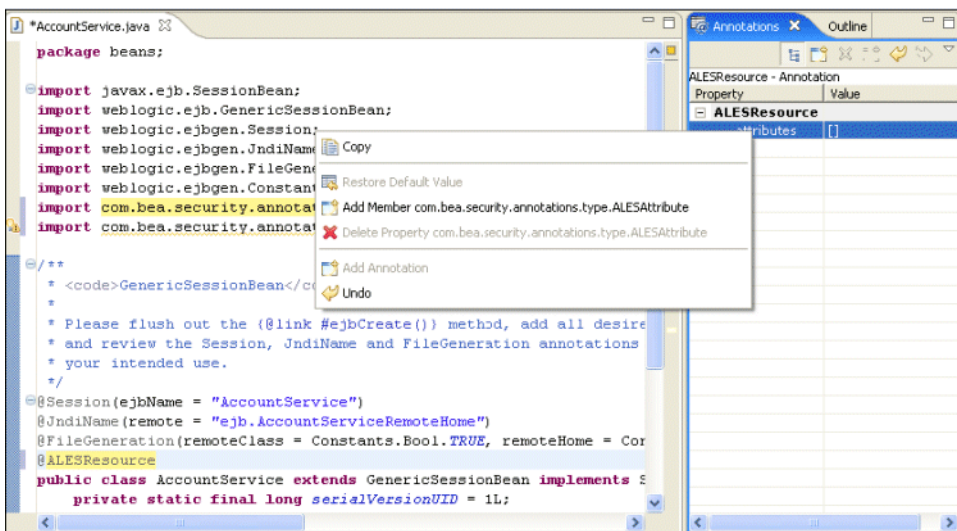 *AccountService.java
package beans;
import javax.ejb.SessionBean;
import weblogic.ejb.GenericSessionBean;
import weblogic.ejbgen.Session;
import weblogic.ejbgen.JndiName
import weblogic.ejbgen.FileGene
import weblogic.ejbgen.Constant
import com.bea.security.annotat
import com.bea.security.annotat
/**
* <code>GenericSessionBean</co
*
* Please flush out the {@link #ejbCreate()} method, add all desire
* and review the Session, JndiName and FileGeneration annotations
* your intended use.
*/
@Session(ejbName = "AccountService")
@JndiName(remote = "ejb.AccountServiceRemoteHome")
@FileGeneration(remoteClass = Constants.Bool.TRUE, remoteHome = Cor
@ALESResource
public class AccountService extends GenericSessionBean implements S
private static final long serialVersionUID = 1L;
Copy
Restore Default Value
Add Member com.bea.security.annotations.type.ALESAttribute
Delete Property com.bea.security.annotations.type.ALESAttribute
Add Annotation
Undo
Annotations
Outline
ALESResource - Annotation
Property Value
ALESResource
attributes []